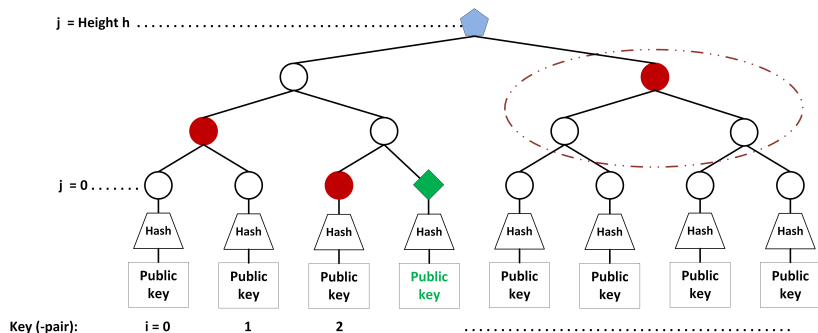 j = Height h
j = 0
Hash Hash Hash Hash Hash Hash Hash Hash
Public Public Public Public Public Public Public Public
key key key key key key key key
Key (-pair): i = 0 1 2